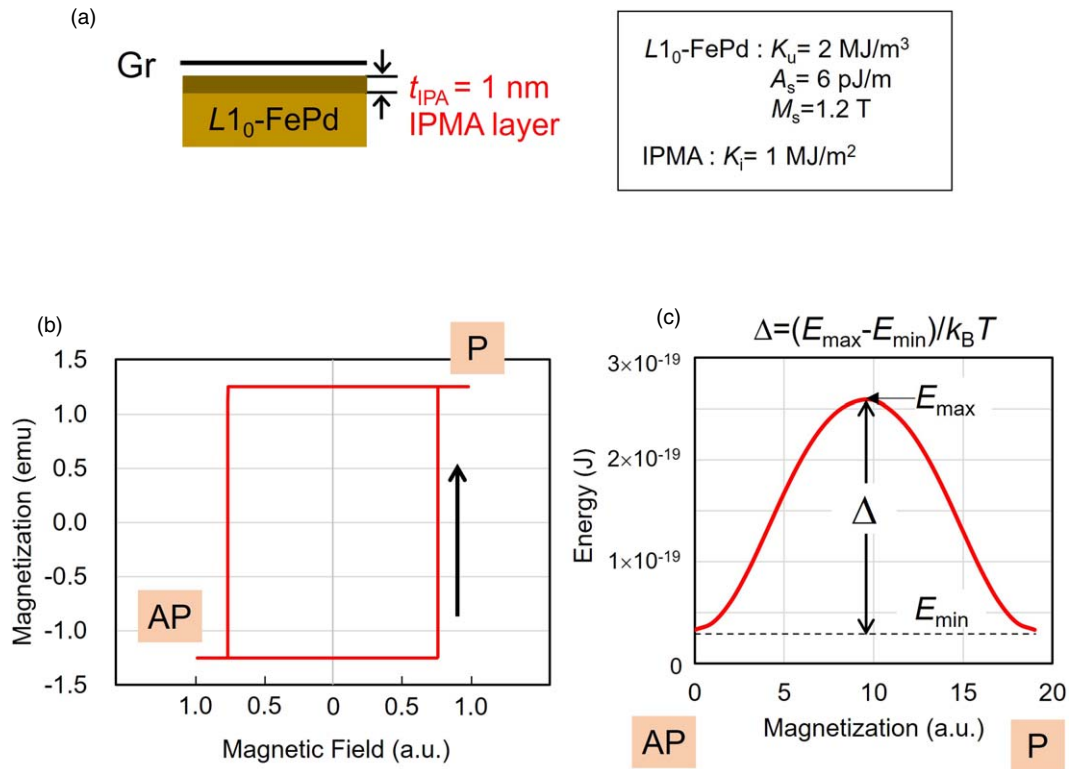 (a)
Gr
L1₀-FePd
t_IPA = 1 nm
IPMA layer
L1₀-FePd : K_u= 2 MJ/m³
A_s= 6 pJ/m
M_s=1.2 T
IPMA : K_i= 1 MJ/m²
(b)
P
AP
1.5
1.0
0.5
0.0
-0.5
-1.0
-1.5
Magnetization (emu)
1.0 0.5 0 0.5 1.0
Magnetic Field (a.u.)
(c)
Δ=(E_max-E_min)/k_BT
3×10⁻¹⁹
2×10⁻¹⁹
1×10⁻¹⁹
0
Energy (J)
E_max
Δ
E_min
0 5 10 15 20
Magnetization (a.u.)
AP
P